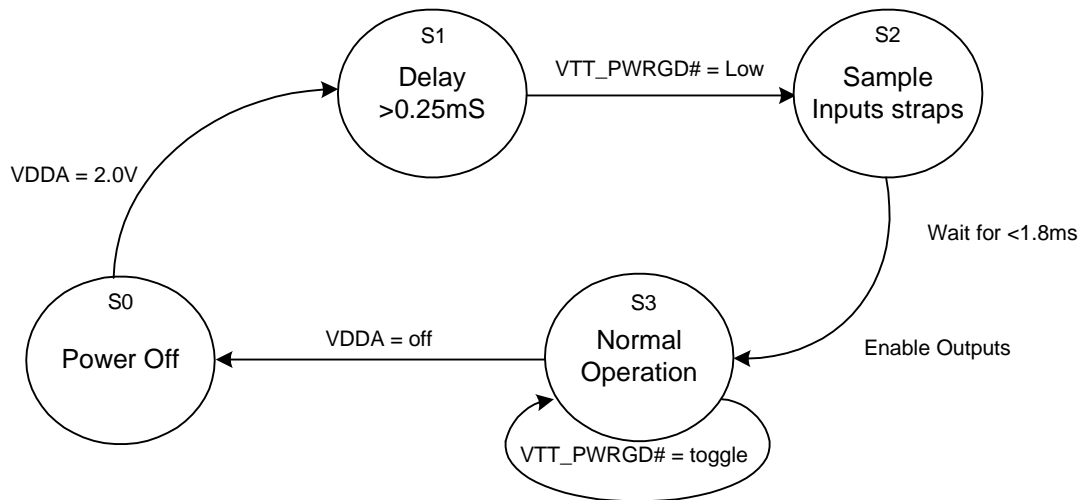 S1
Delay
>0.25mS
VTT_PWRGD# = Low
S2
Sample
Inputs straps
VDDA = 2.0V
Wait for <1.8ms
S0
Power Off
VDDA = off
S3
Normal
Operation
Enable Outputs
VTT_PWRGD# = toggle